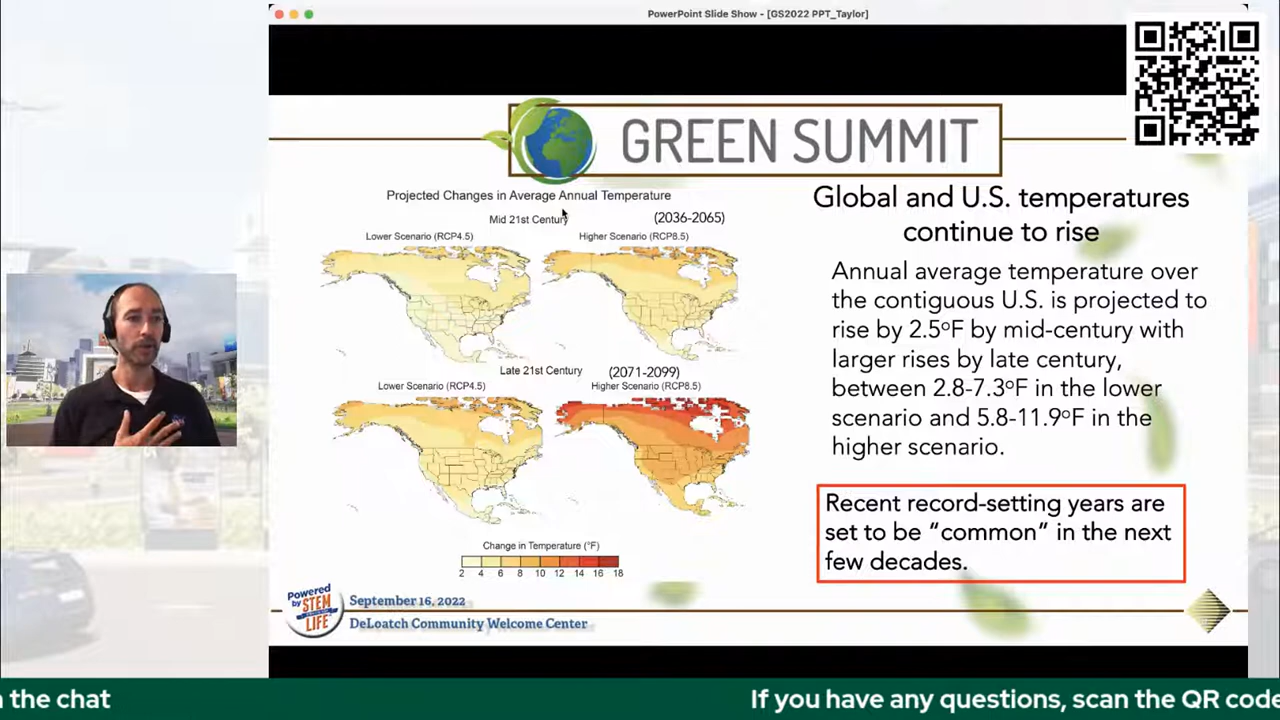 PowerPoint Slide Show - [GS2022 PPT_Taylor]
GREEN SUMMIT
Projected Changes in Average Annual Temperature
Mid 21st Century (2036-2065)
Lower Scenario (RCP4.5) Higher Scenario (RCP8.5)
Late 21st Century (2071-2099)
Lower Scenario (RCP4.5) Higher Scenario (RCP8.5)
Change in Temperature (°F)
2 4 6 8 10 12 14 16 18
Global and U.S. temperatures
continue to rise
Annual average temperature over
the contiguous U.S. is projected to
rise by 2.5ºF by mid-century with
larger rises by late century,
between 2.8-7.3ºF in the lower
scenario and 5.8-11.9ºF in the
higher scenario.
Recent record-setting years are
set to be “common” in the next
few decades.
Powered
by STEM
LIFE
September 16, 2022
DeLoatch Community Welcome Center
the chat
If you have any questions, scan the QR code